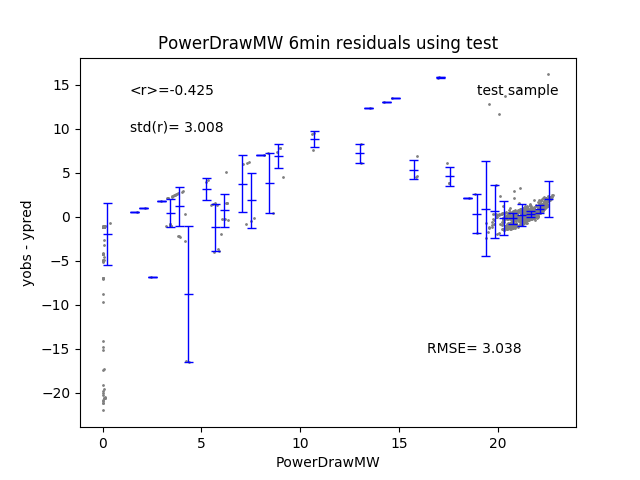 PowerDrawMW 6min residuals using test
<r>=-0.425
test sample
std(r)= 3.008
RMSE= 3.038
15
10
5
0
−5
−10
−15
−20
yobs - ypred
0 5 10 15 20
PowerDrawMW